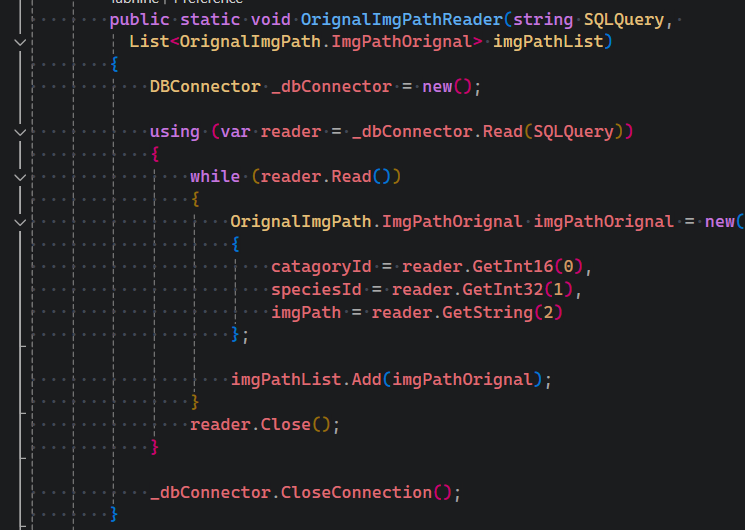 public static void OrignalImgPathReader(string SQLQuery,
List<OrignalImgPath.ImgPathOrignal> imgPathList)
{
DBConnector _dbConnector = new();
using (var reader = _dbConnector.Read(SQLQuery))
{
while (reader.Read())
{
OrignalImgPath.ImgPathOrignal imgPathOrignal = new(
{
catagoryId = reader.GetInt16(0),
speciesId = reader.GetInt32(1),
imgPath = reader.GetString(2)
};
imgPathList.Add(imgPathOrignal);
}
reader.Close();
}
_dbConnector.CloseConnection();
}